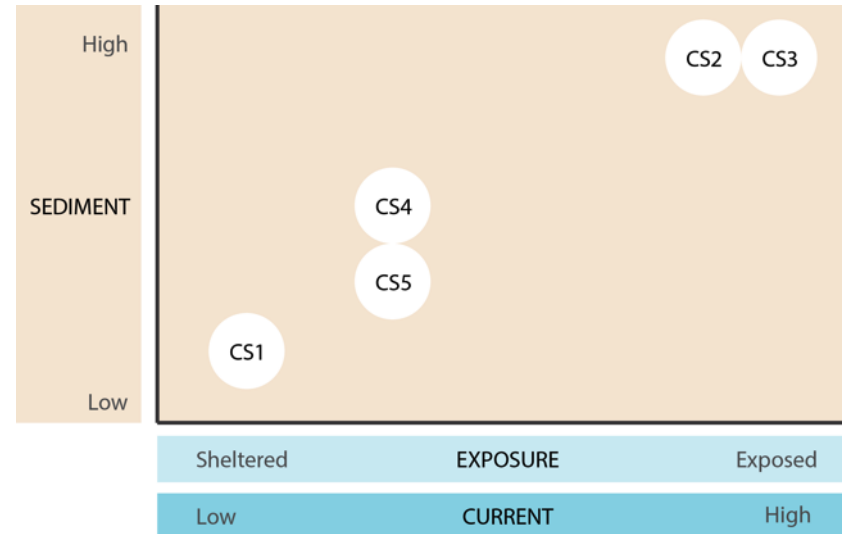 High
CS2 CS3
SEDIMENT
CS4
CS5
CS1
Low
Sheltered EXPOSURE Exposed
Low CURRENT High